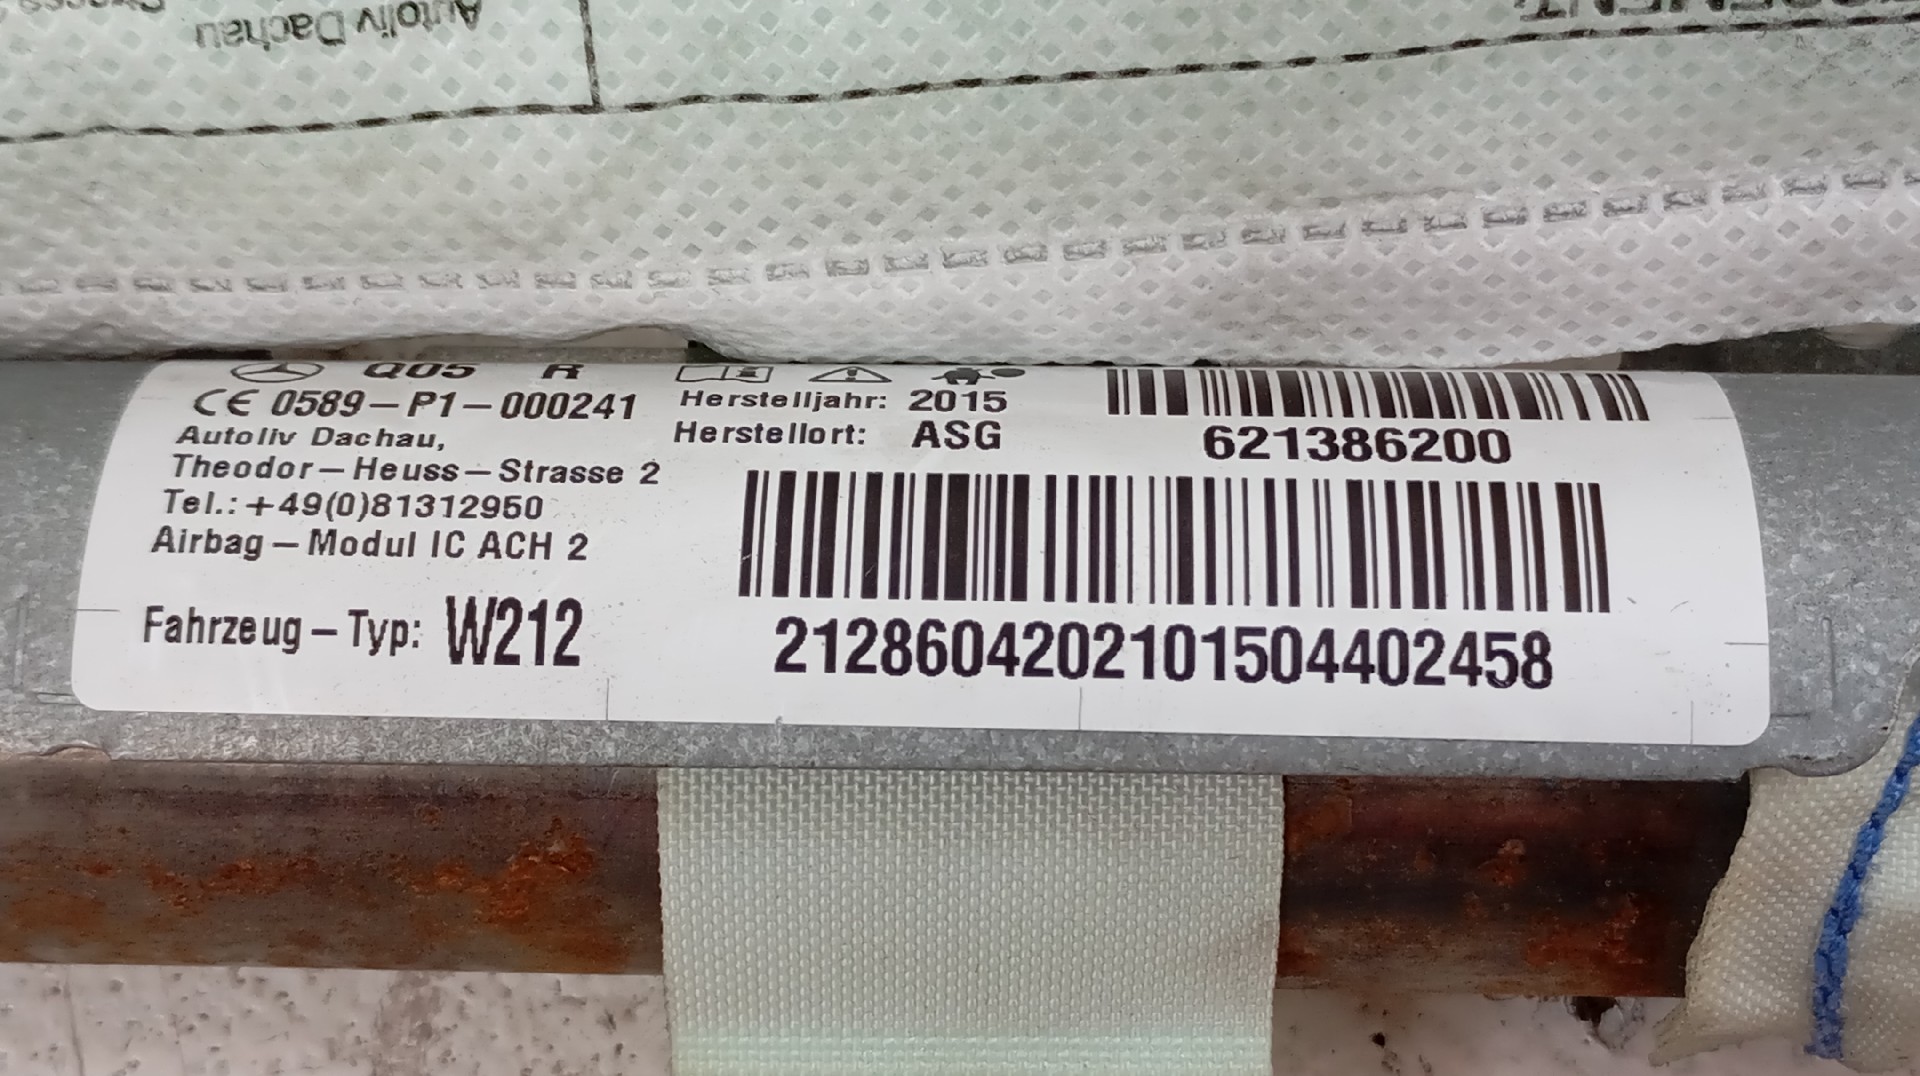 Autoliv Dachau
Q05 R
CE 0589-P1-000241
Autoliv Dachau,
Theodor-Heuss-Strasse 2
Tel.:+49(0)81312950
Airbag-Modul IC ACH 2
Fahrzeug-Typ: W212
Herstelljahr: 2015
Herstellort: ASG
621386200
2128604202101504402458